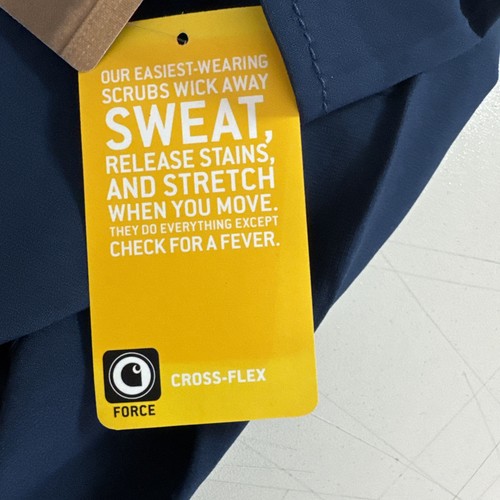 OUR EASIEST-WEARING
SCRUBS WICK AWAY
SWEAT,
RELEASE STAINS,
AND STRETCH
WHEN YOU MOVE.
THEY DO EVERYTHING EXCEPT
CHECK FOR A FEVER.
CROSS-FLEX
FORCE